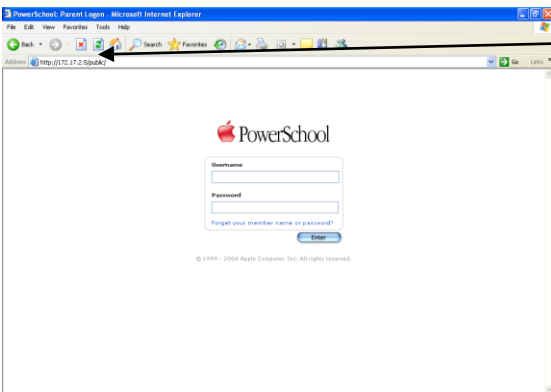 PowerSchool: Parent Logon - Microsoft Internet Explorer
File Edit View Favorites Tools Help
Back Search Favorites
Address http://172.17.2.5/public/ Go Links
PowerSchool
Username
Password
Forget your member name or password?
Enter
© 1999 - 2004 Apple Computer, Inc. All rights reserved.